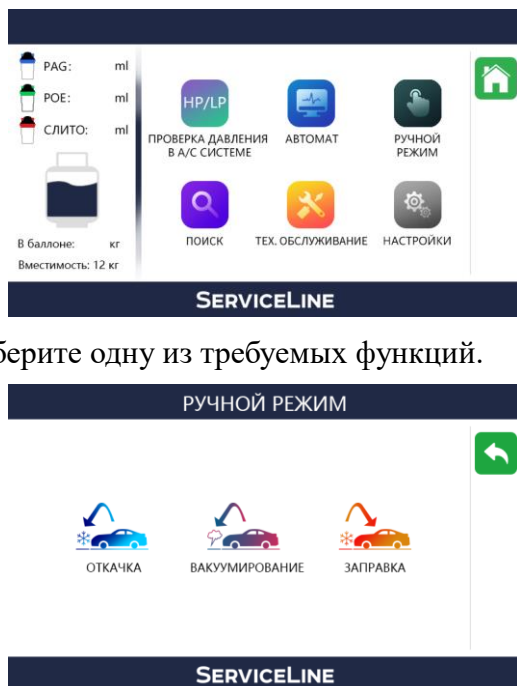 PAG: ml
POE: ml
СЛИТО: ml
В баллоне: кг
Вместимость: 12 кг
HP/LP
ПРОВЕРКА ДАВЛЕНИЯ
В А/С СИСТЕМЕ
АВТОМАТ
РУЧНОЙ
РЕЖИМ
ПОИСК
ТЕХ. ОБСЛУЖИВАНИЕ
НАСТРОЙКИ
SERVICELINE
берите одну из требуемых функций.
РУЧНОЙ РЕЖИМ
ОТКАЧКА
ВАКУУМИРОВАНИЕ
ЗАПРАВКА
SERVICELINE